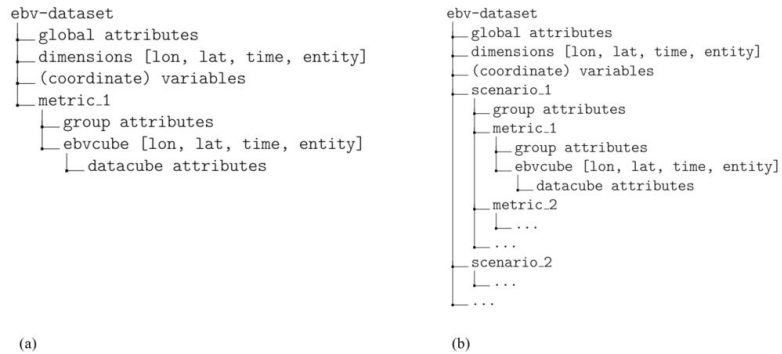 ebv-dataset
global attributes
dimensions [lon, lat, time, entity]
(coordinate) variables
metric_1
group attributes
ebvcube [lon, lat, time, entity]
datacube attributes
(a)
ebv-dataset
global attributes
dimensions [lon, lat, time, entity]
(coordinate) variables
scenario_1
group attributes
metric_1
group attributes
ebvcube [lon, lat, time, entity]
datacube attributes
metric_2
...
...
scenario_2
...
...
(b)